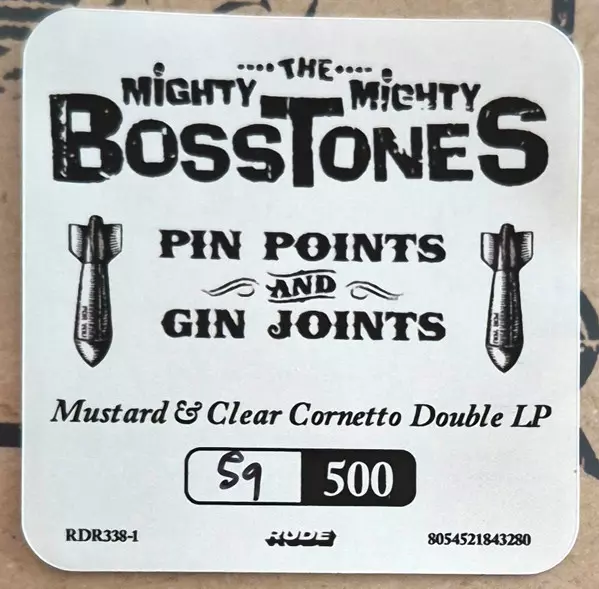 THE
MIGHTY MIGHTY
BOSSTONES
PIN POINTS
AND
GIN JOINTS
Mustard & Clear Cornetto Double LP
59 500
RDR338-1 RUDE 8054521843280